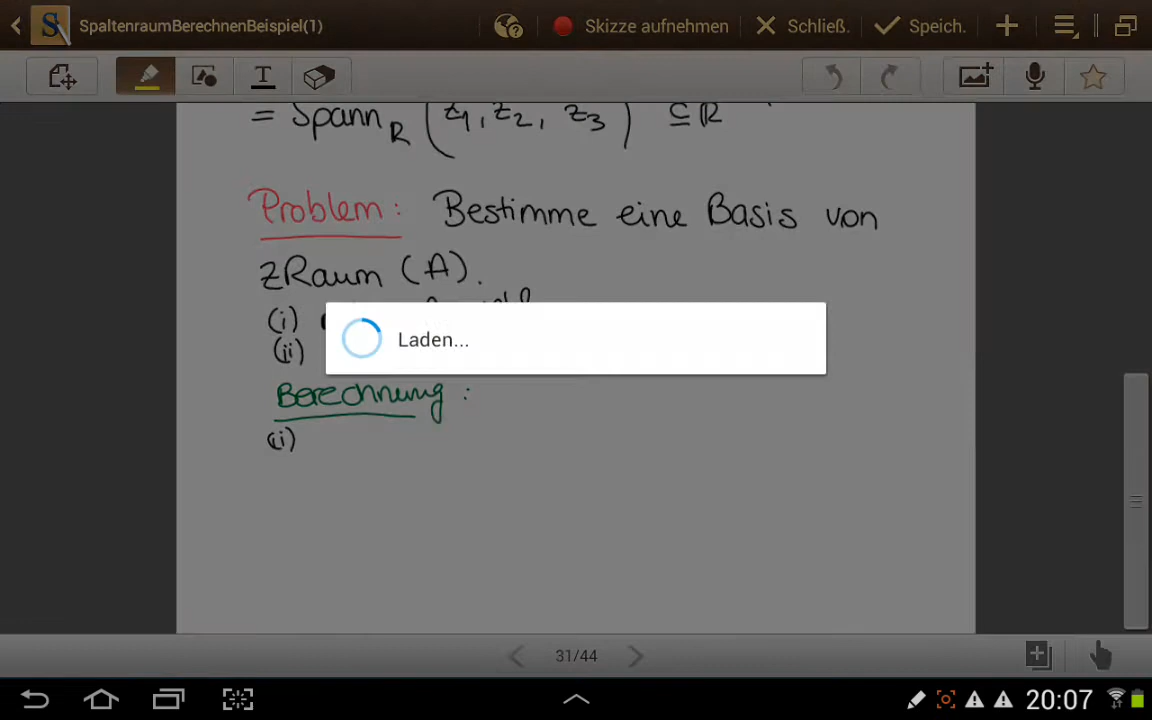 SpaltenraumBerechnenBeispiel(1)
Skizze aufnehmen
Schließ.
Speich.
= Spann_R (z1, z2, z3) ⊆ ℝ
Problem: Bestimme eine Basis von
ZRaum (A).
(i)
(ii)
Laden...
Berechnung:
(ii)
31/44
20:07